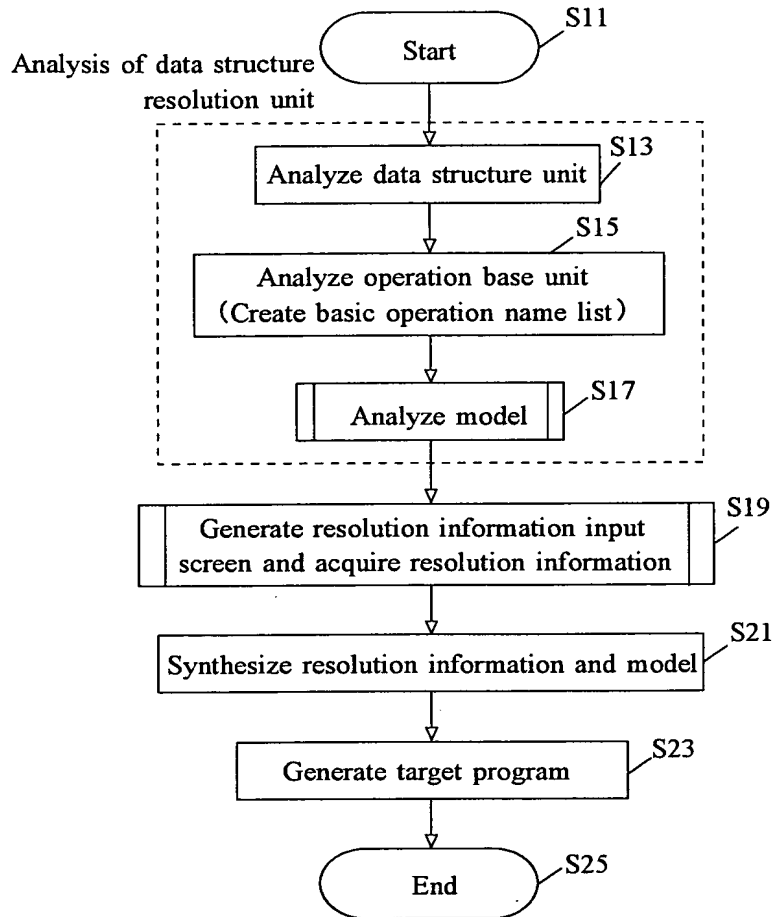 S11
Start
Analysis of data structure
resolution unit
S13
Analyze data structure unit
S15
Analyze operation base unit
(Create basic operation name list)
S17
Analyze model
S19
Generate resolution information input
screen and acquire resolution information
S21
Synthesize resolution information and model
S23
Generate target program
S25
End